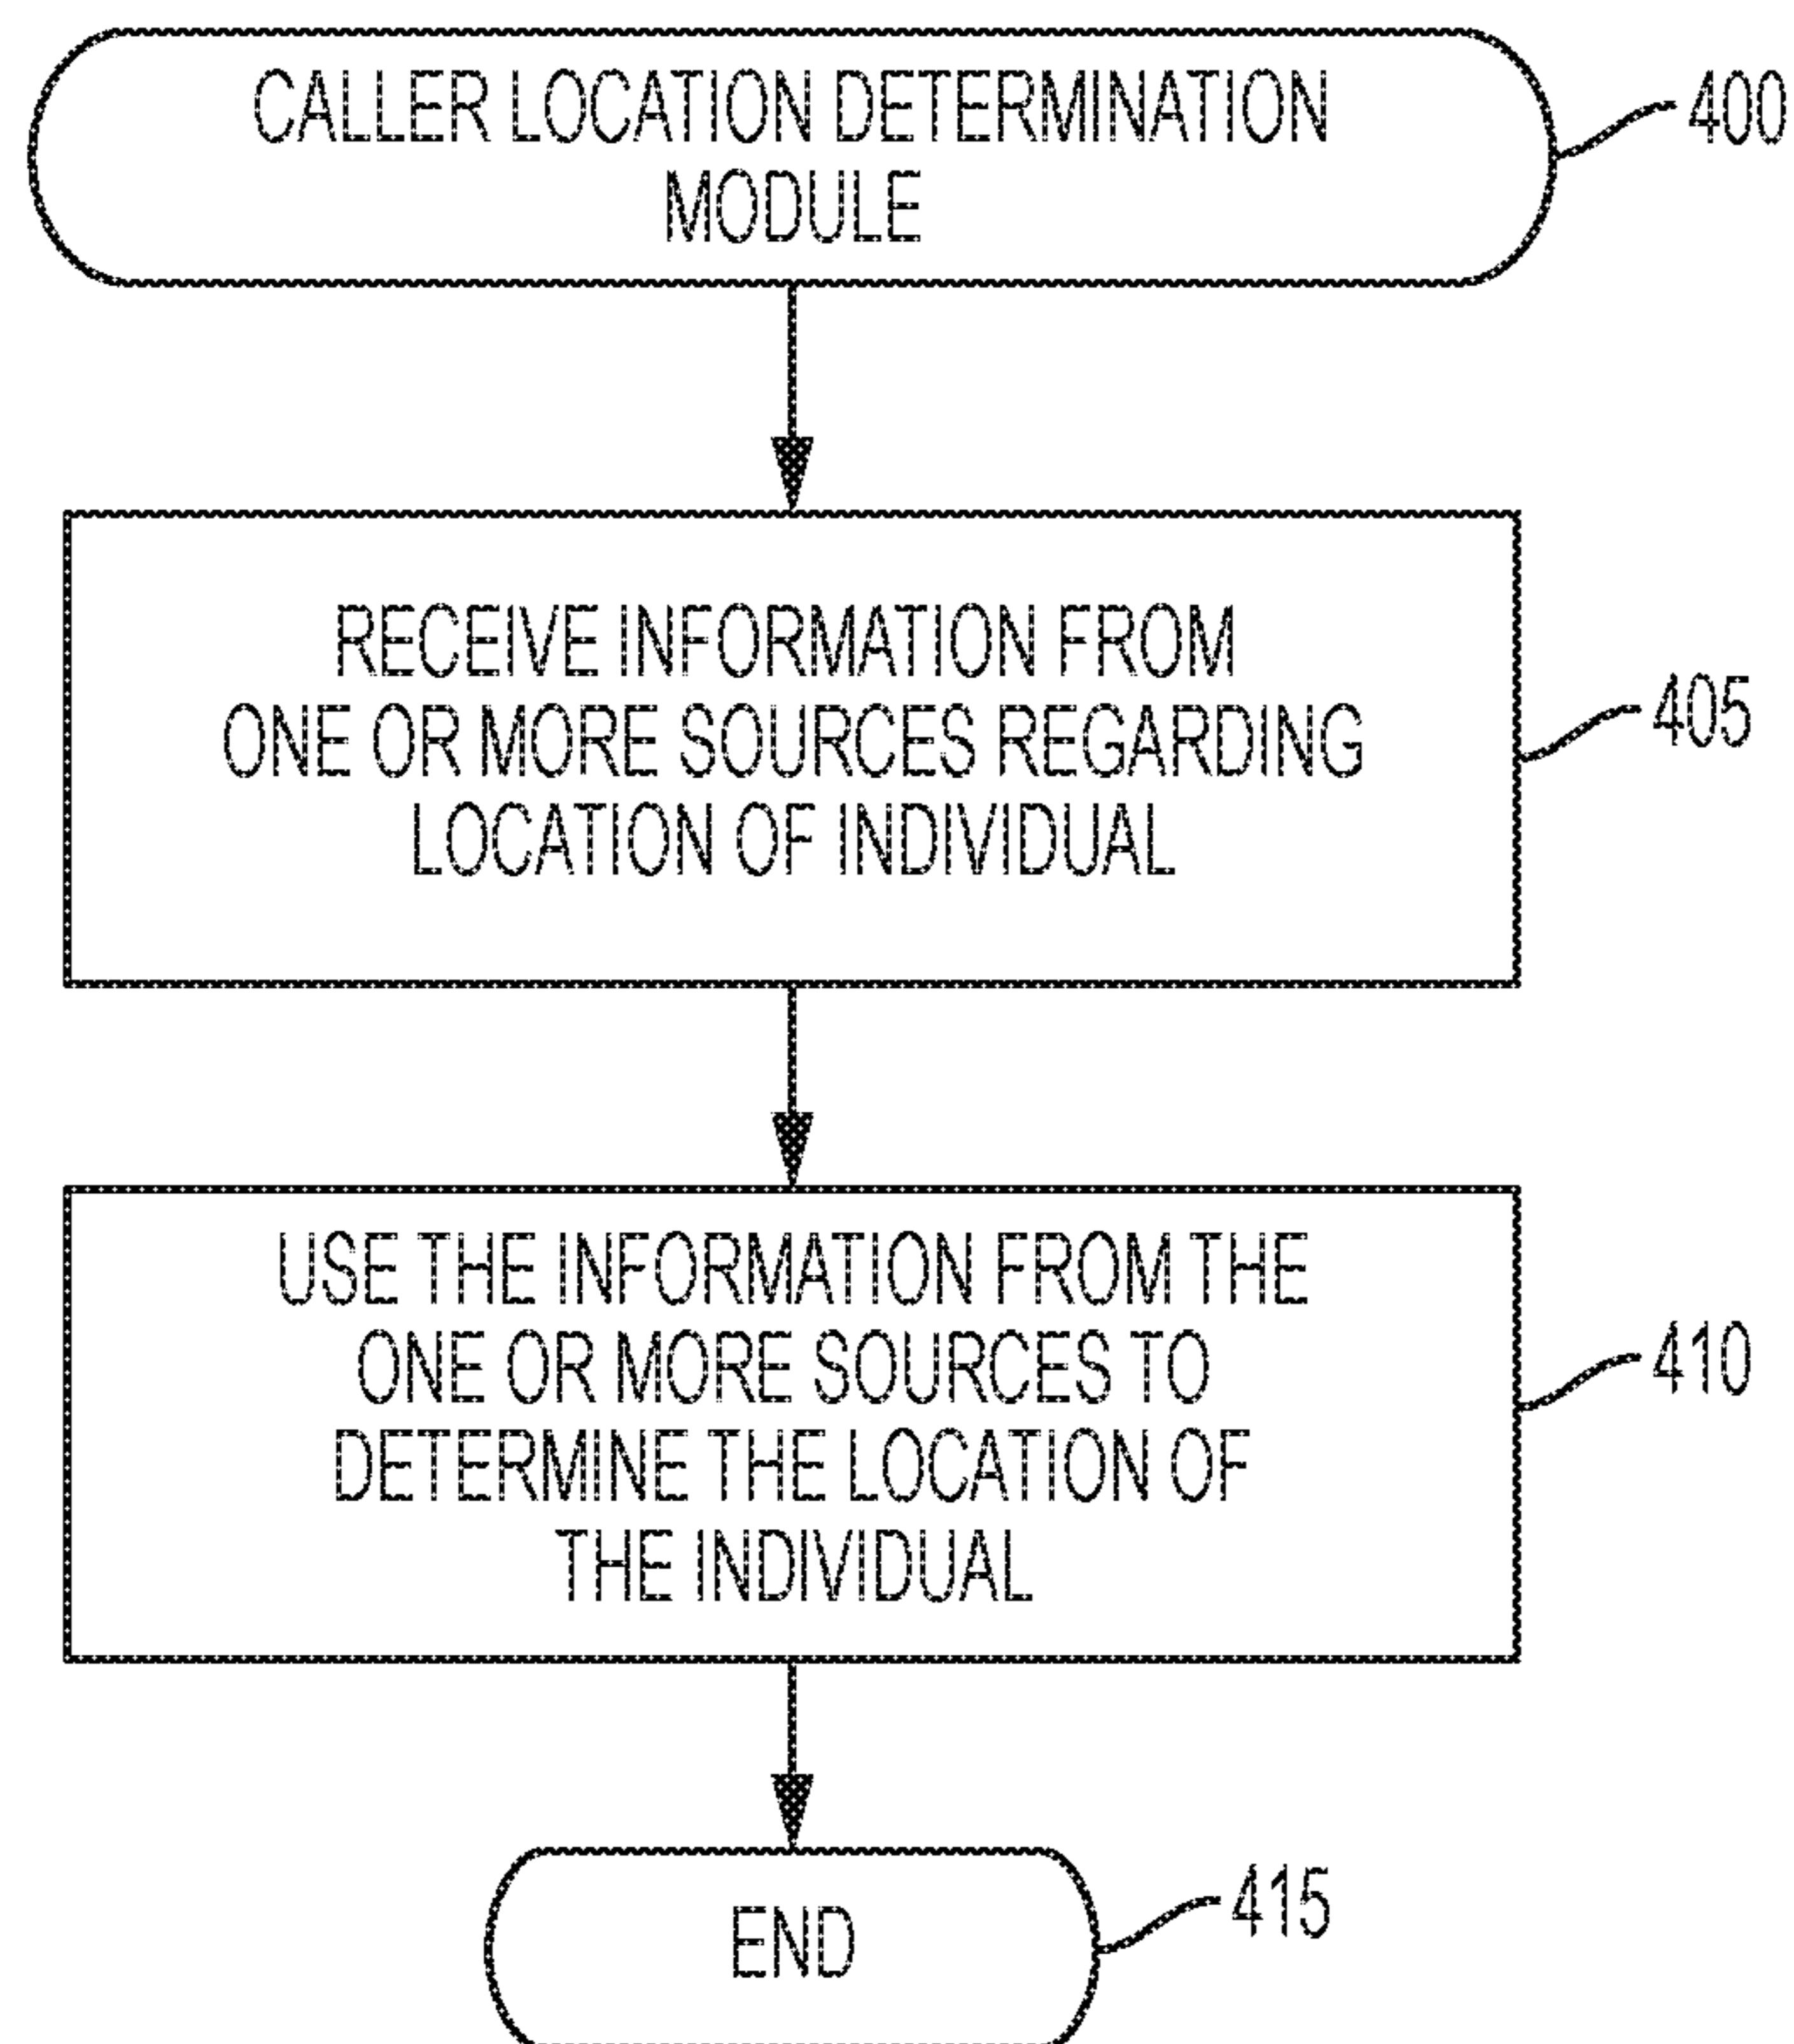 CALLER LOCATION DETERMINATION
MODULE
400
RECEIVE INFORMATION FROM
ONE OR MORE SOURCES REGARDING
LOCATION OF INDIVIDUAL
405
USE THE INFORMATION FROM THE
ONE OR MORE SOURCES TO
DETERMINE THE LOCATION OF
THE INDIVIDUAL
410
END
415